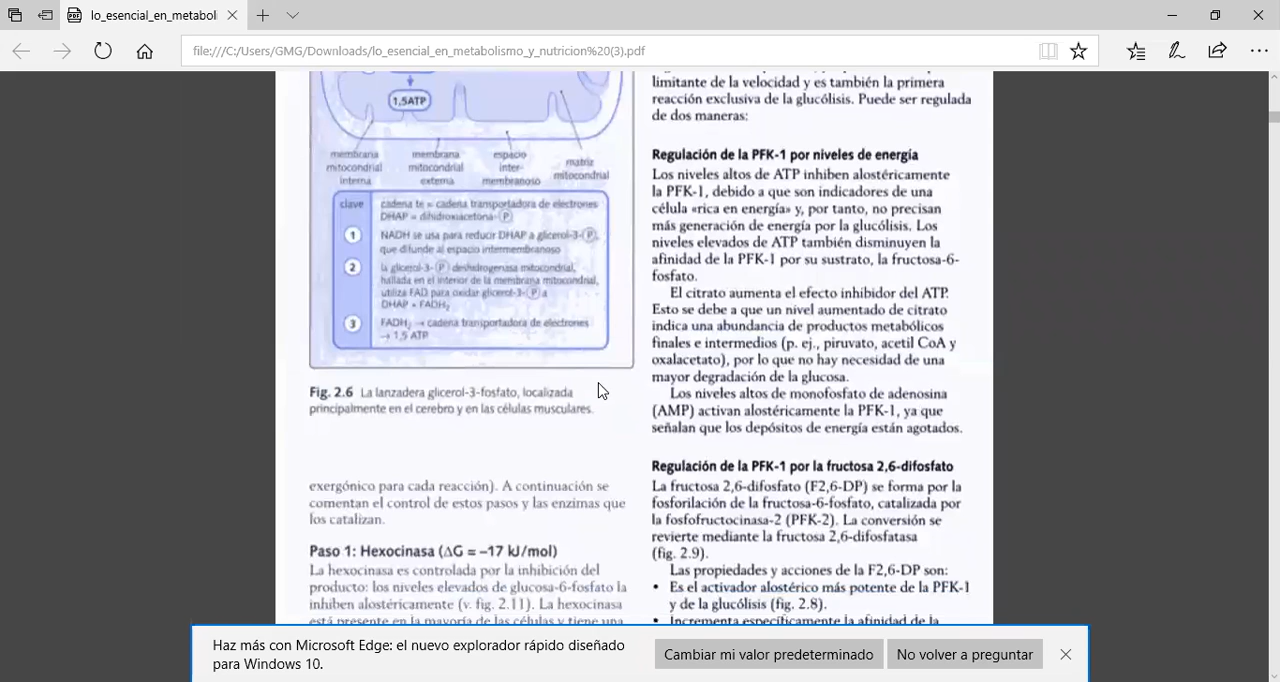 lo_esencial_en_metaboli
file:///C:/Users/GMG/Downloads/lo_esencial_en_metabolismo_y_nutricion%20(3).pdf
1,5ATP
membrana mitocondrial interna
membrana mitocondrial externa
espacio inter-membranoso
matriz mitocondrial
clave
cadena te = cadena transportadora de electrones
DHAP = dihidroxiacetona-P
1
NADH se usa para reducir DHAP a glicerol-3-P,
que difunde al espacio intermembranoso
2
la glicerol-3-P deshidrogenasa mitocondrial,
hallada en el interior de la membrana mitocondrial,
utiliza FAD para oxidar glicerol-3-P a
DHAP + FADH₂
3
FADH₂ → cadena transportadora de electrones
→ 1,5 ATP
Fig. 2.6 La lanzadera glicerol-3-fosfato, localizada
principalmente en el cerebro y en las células musculares.
exergónico para cada reacción). A continuación se
comentan el control de estos pasos y las enzimas que
los catalizan.
Paso 1: Hexocinasa (ΔG = –17 kJ/mol)
La hexocinasa es controlada por la inhibición del
producto: los niveles elevados de glucosa-6-fosfato la
inhiben alostéricamente (v. fig. 2.11). La hexocinasa
está presente en la mayoría de las células y tiene una
limitante de la velocidad y es también la primera
reacción exclusiva de la glucólisis. Puede ser regulada
de dos maneras:
Regulación de la PFK-1 por niveles de energía
Los niveles altos de ATP inhiben alostéricamente
la PFK-1, debido a que son indicadores de una
célula «rica en energía» y, por tanto, no precisan
más generación de energía por la glucólisis. Los
niveles elevados de ATP también disminuyen la
afinidad de la PFK-1 por su sustrato, la fructosa-6-
fosfato.
El citrato aumenta el efecto inhibidor del ATP.
Esto se debe a que un nivel aumentado de citrato
indica una abundancia de productos metabólicos
finales e intermedios (p. ej., piruvato, acetil CoA y
oxalacetato), por lo que no hay necesidad de una
mayor degradación de la glucosa.
Los niveles altos de monofosfato de adenosina
(AMP) activan alostéricamente la PFK-1, ya que
señalan que los depósitos de energía están agotados.
Regulación de la PFK-1 por la fructosa 2,6-difosfato
La fructosa 2,6-difosfato (F2,6-DP) se forma por la
fosforilación de la fructosa-6-fosfato, catalizada por
la fosfofructocinasa-2 (PFK-2). La conversión se
revierte mediante la fructosa 2,6-difosfatasa
(fig. 2.9).
Las propiedades y acciones de la F2,6-DP son:
• Es el activador alostérico más potente de la PFK-1
y de la glucólisis (fig. 2.8).
• Incrementa específicamente la afinidad de la
Haz más con Microsoft Edge: el nuevo explorador rápido diseñado
para Windows 10.
Cambiar mi valor predeterminado
No volver a preguntar